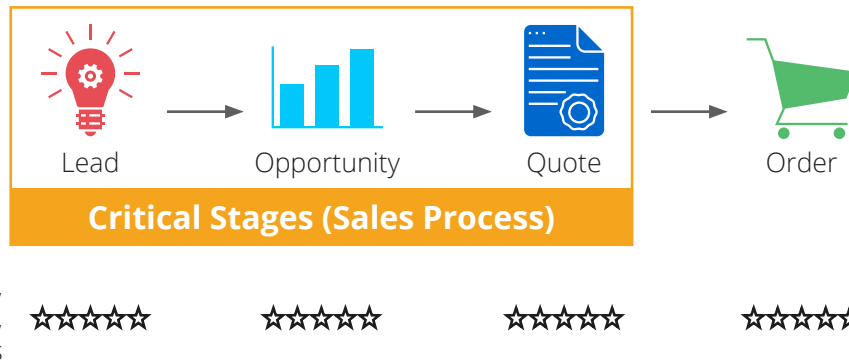 Lead
Opportunity
Quote
Order
Critical Stages (Sales Process)